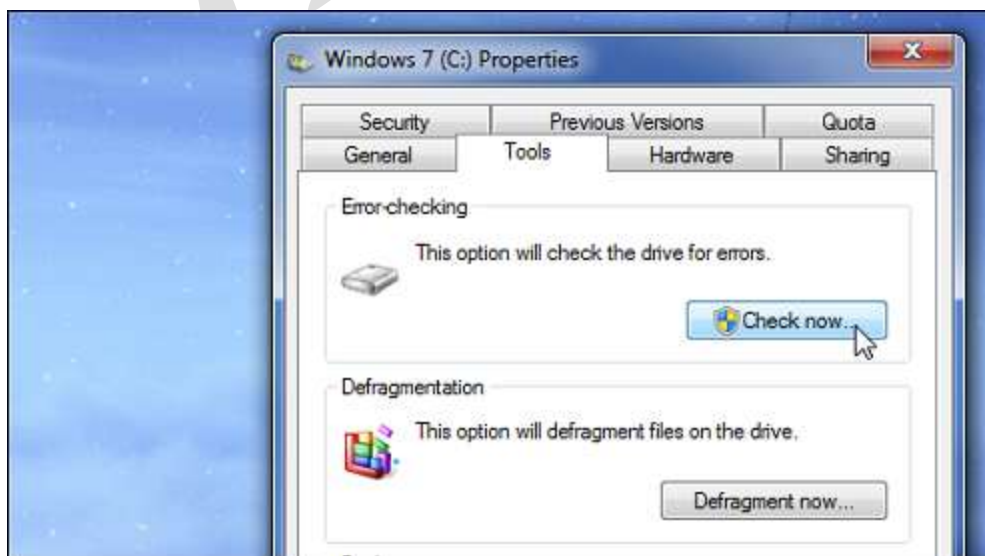 Windows 7 (C:) Properties
Security Previous Versions Quota
General Tools Hardware Sharing
Error-checking
This option will check the drive for errors.
Check now...
Defragmentation
This option will defragment files on the drive.
Defragment now...